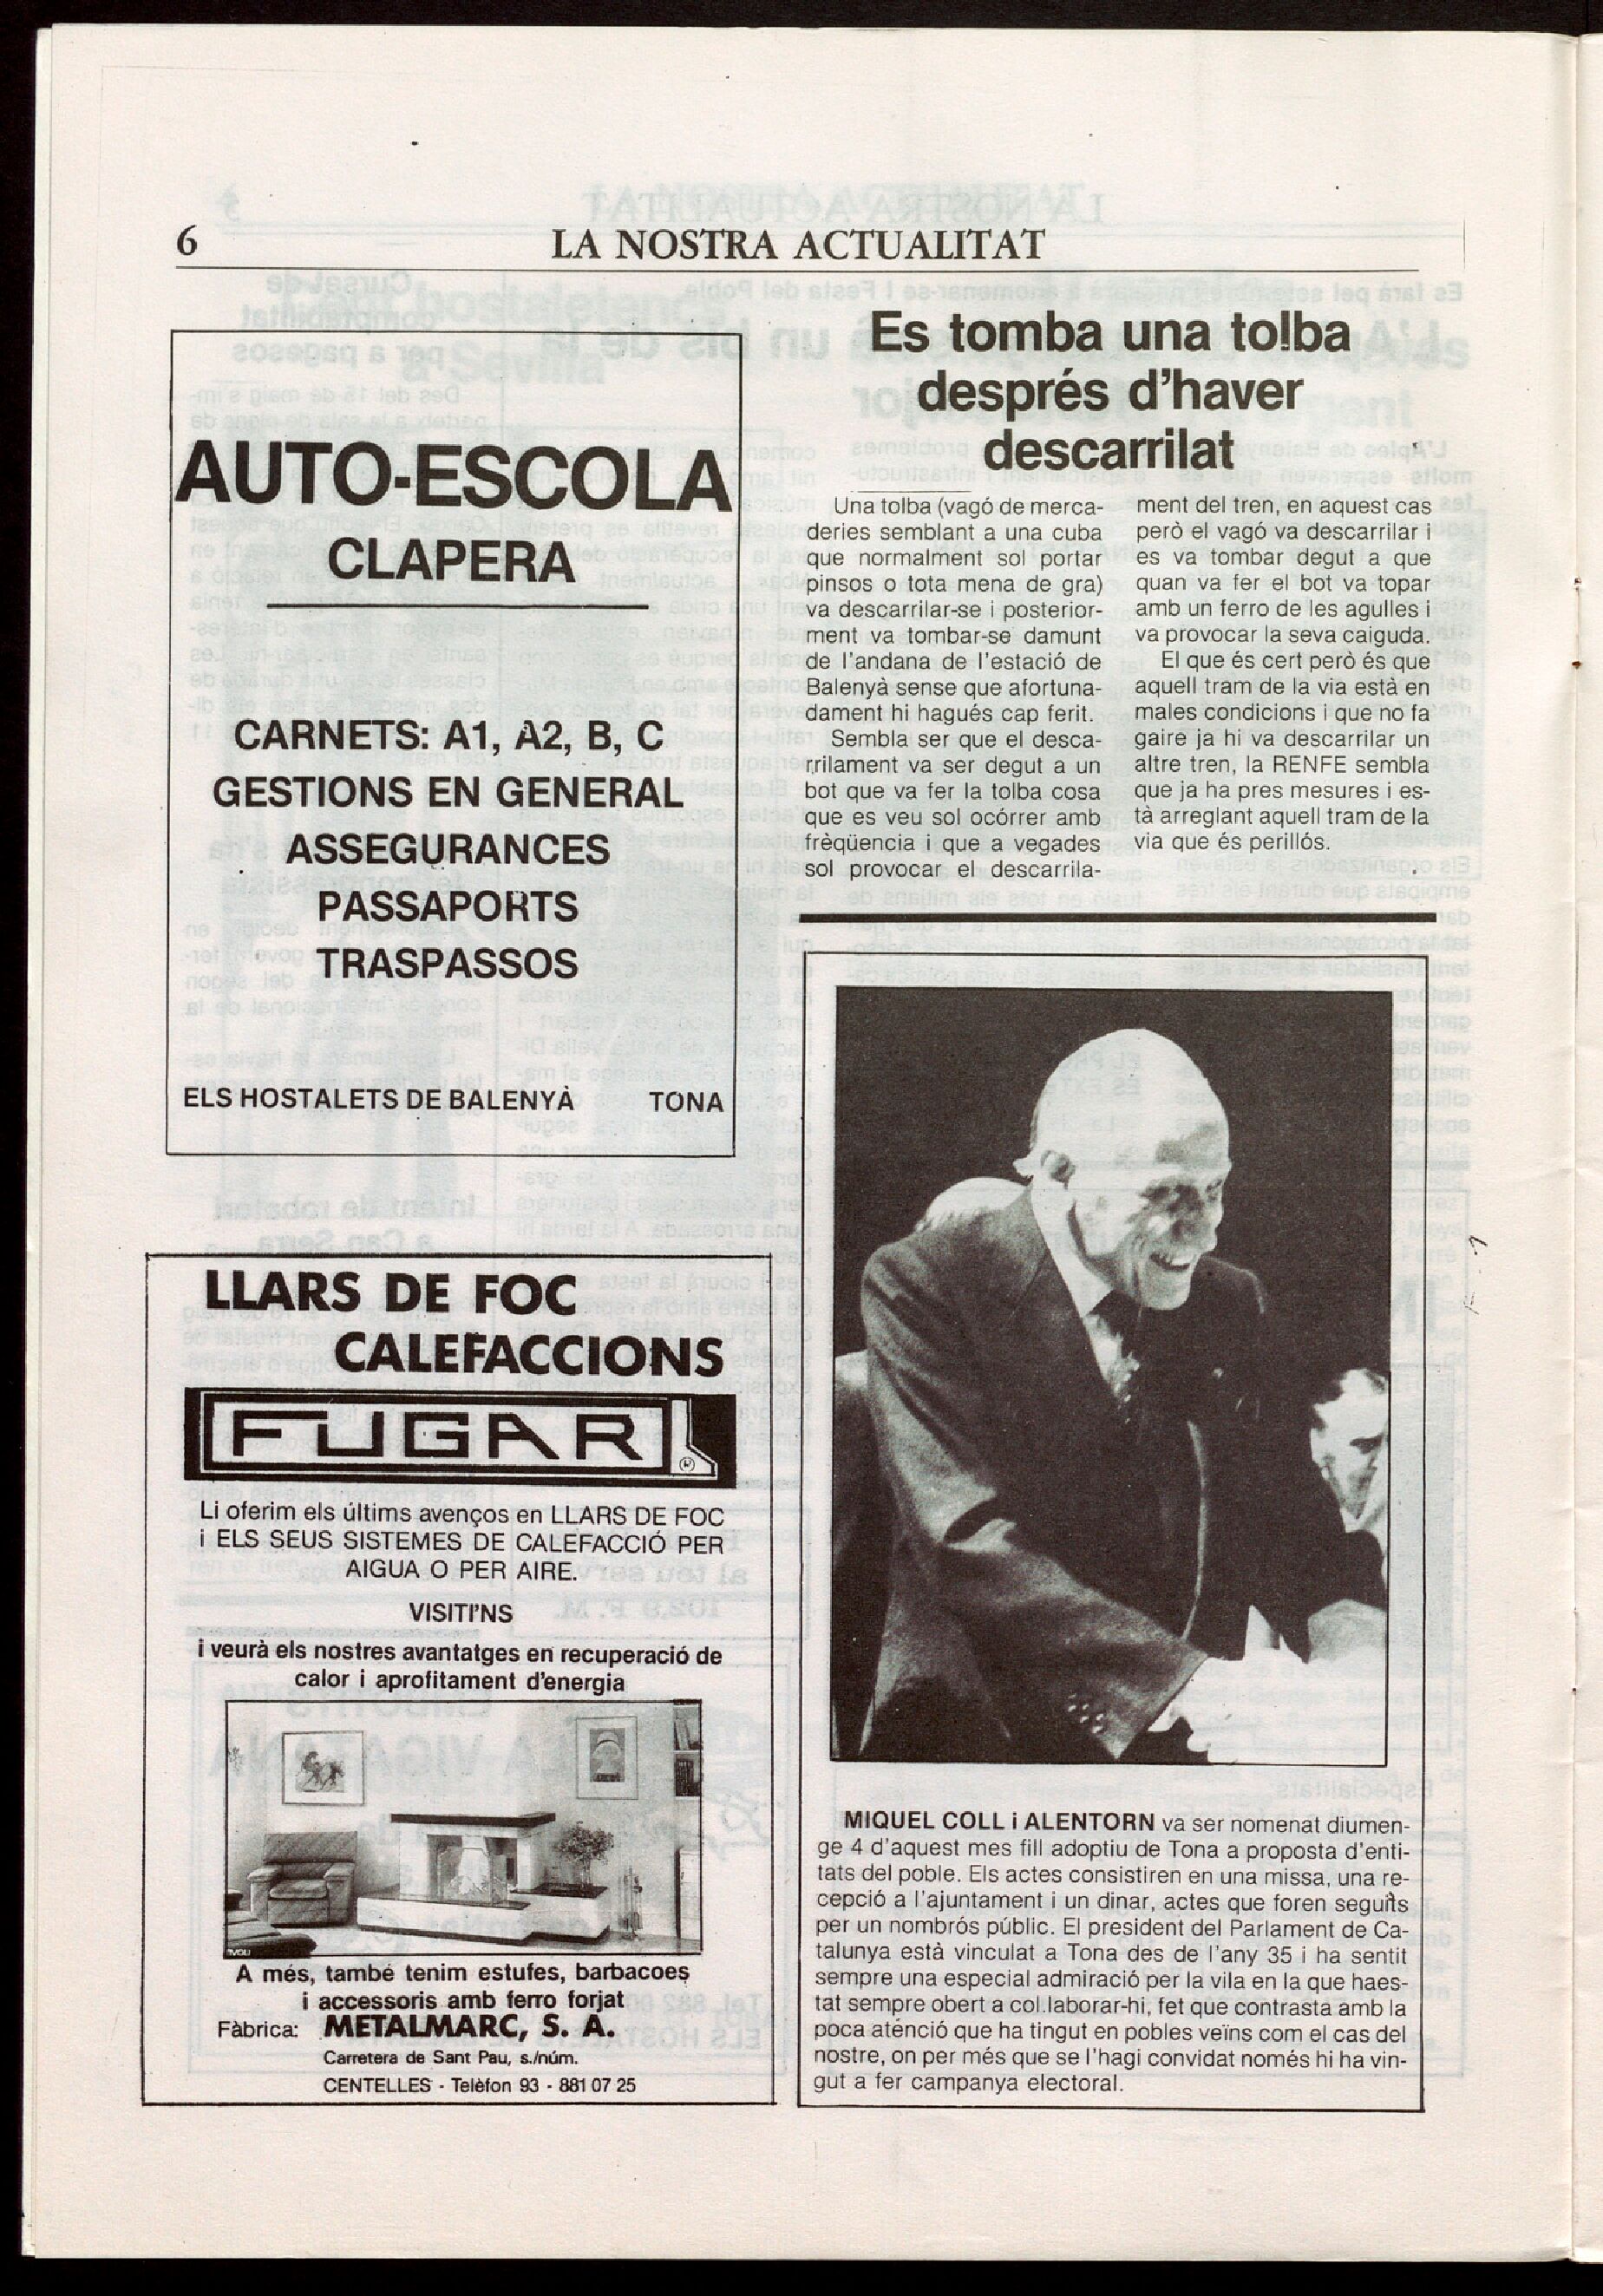 6
LA NOSTRA ACTUALITAT
AUTO-ESCOLA
CLAPERA
CARNETS: A1, A2, B, C
GESTIONS EN GENERAL
ASSEGURANCES
PASSAPORTS
TRASPASSOS
ELS HOSTALETS DE BALENYÀ TONA
LLARS DE FOC
CALEFACCIONS
FUGAR
®
Li oferim els últims avenços en LLARS DE FOC
i ELS SEUS SISTEMES DE CALEFACCIÓ PER
AIGUA O PER AIRE.
VISITI'NS
i veurà els nostres avantatges en recuperació de
calor i aprofitament d'energia
A més, també tenim estufes, barbacoes
i accessoris amb ferro forjat
Fàbrica: METALMARC, S. A.
Carretera de Sant Pau, s./núm.
CENTELLES - Telèfon 93 - 881 07 25
Es tomba una tolba
després d'haver
descarrilat
Una tolba (vagó de merca-
deries semblant a una cuba
que normalment sol portar
pinsos o tota mena de gra)
va descarrilar-se i posterior-
ment va tombar-se damunt
de l'andana de l'estació de
Balenyà sense que afortuna-
dament hi hagués cap ferit.
Sembla ser que el desca-
rrilament va ser degut a un
bot que va fer la tolba cosa
que es veu sol ocórrer amb
frèqüencia i que a vegades
sol provocar el descarrila-
ment del tren, en aquest cas
però el vagó va descarrilar i
es va tombar degut a que
quan va fer el bot va topar
amb un ferro de les agulles i
va provocar la seva caiguda.
El que és cert però és que
aquell tram de la via està en
males condicions i que no fa
gaire ja hi va descarrilar un
altre tren, la RENFE sembla
que ja ha pres mesures i es-
tà arreglant aquell tram de la
via que és perillós.
MIQUEL COLL i ALENTORN va ser nomenat diumen-
ge 4 d'aquest mes fill adoptiu de Tona a proposta d'enti-
tats del poble. Els actes consistiren en una missa, una re-
cepció a l'ajuntament i un dinar, actes que foren seguits
per un nombrós públic. El president del Parlament de Ca-
talunya està vinculat a Tona des de l'any 35 i ha sentit
sempre una especial admiració per la vila en la que haes-
tat sempre obert a col.laborar-hi, fet que contrasta amb la
poca aténció que ha tingut en pobles veïns com el cas del
nostre, on per més que se l'hagi convidat només hi ha vin-
gut a fer campanya electoral.